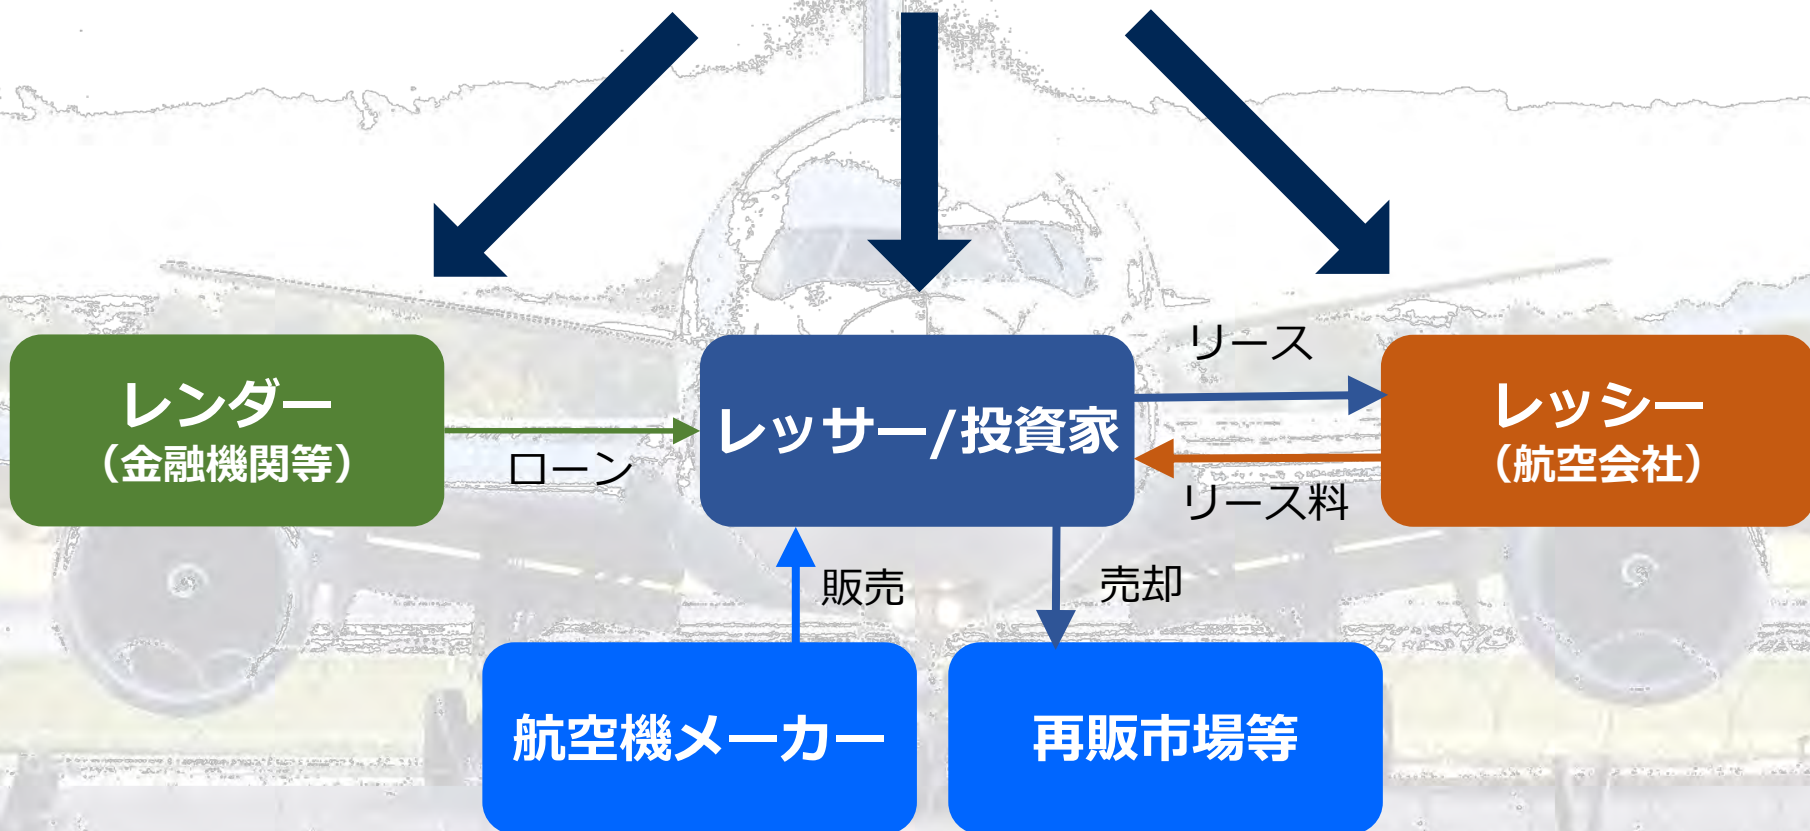 リース
レンダー
（金融機関等）
ローン
レッサー/投資家
レッシー
（航空会社）
リース料
販売
売却
航空機メーカー
再販市場等